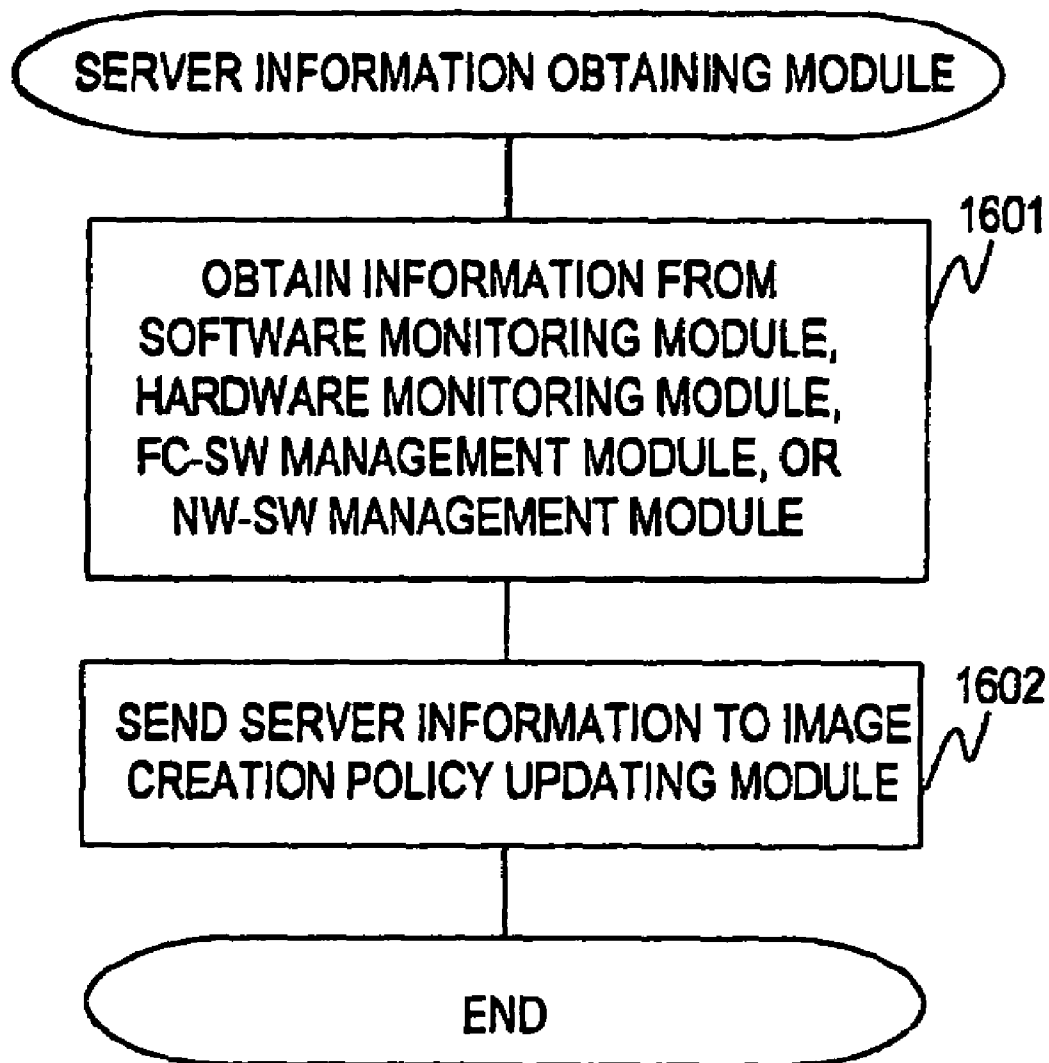 SERVER INFORMATION OBTAINING MODULE
1601
OBTAIN INFORMATION FROM
SOFTWARE MONITORING MODULE,
HARDWARE MONITORING MODULE,
FC-SW MANAGEMENT MODULE, OR
NW-SW MANAGEMENT MODULE
1602
SEND SERVER INFORMATION TO IMAGE
CREATION POLICY UPDATING MODULE
END